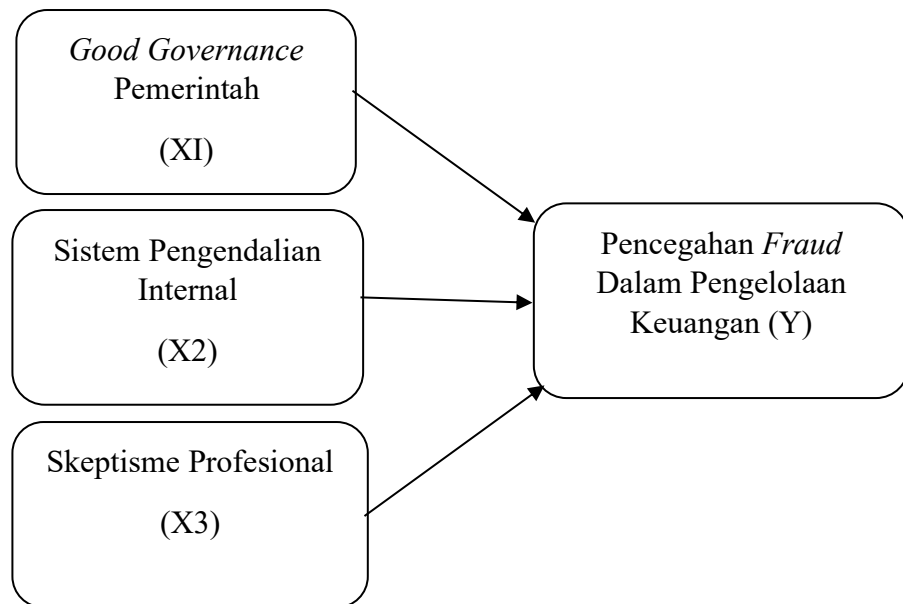 Good Governance
Pemerintah
(XI)
Sistem Pengendalian
Internal
(X2)
Skeptisme Profesional
(X3)
Pencegahan Fraud
Dalam Pengelolaan
Keuangan (Y)